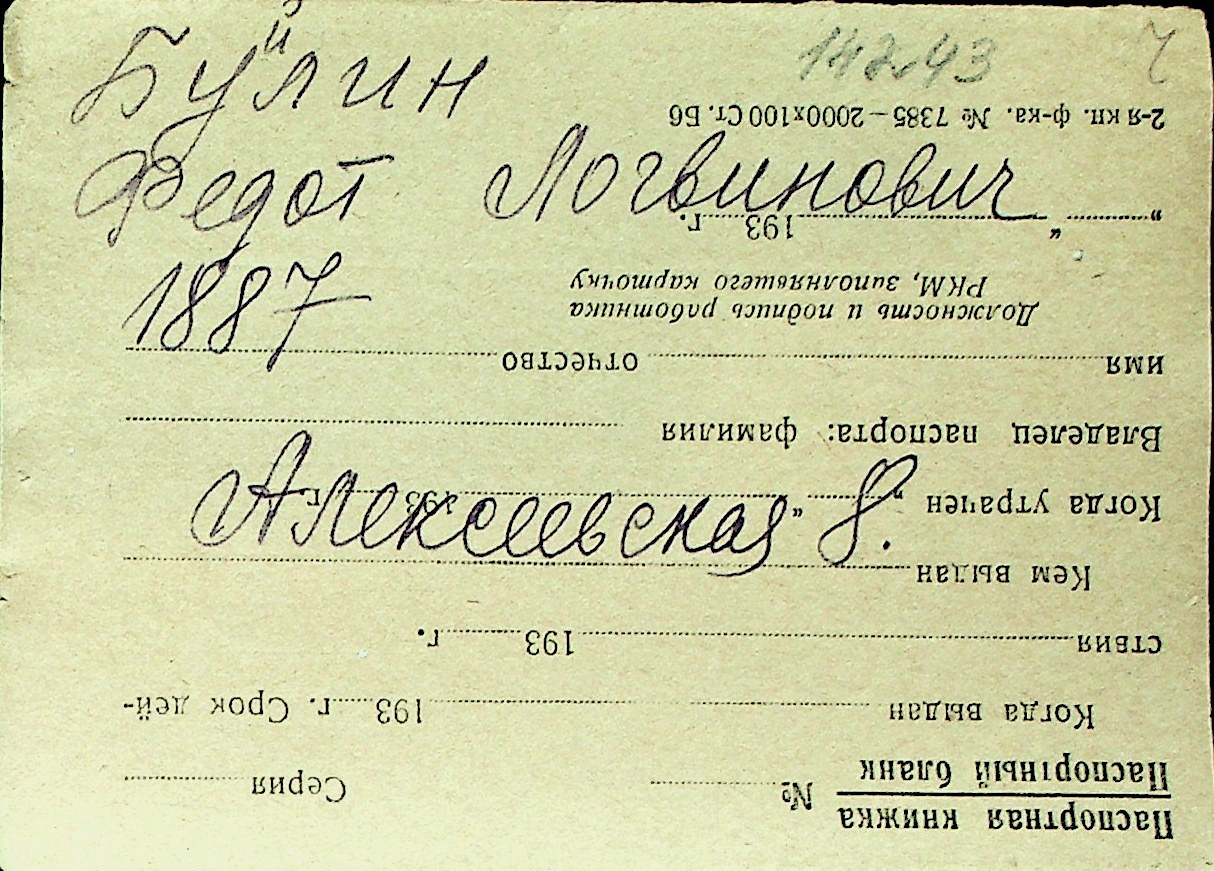 142.43
Буйлин
Федот Логвинович
1887
Алексеевская 8.
Паспортная книжка
Паспортный бланк
№ Серия
Когда выдан 193 г. Срок дей-
ствия 193 г.
Кем выдан
Когда утрачен „ “ 193 г.
Владелец паспорта: фамилия
имя отчество
Должность и подпись работника
РКМ, заполнявшего карточку
„ “ 193 г.
2-я кн. ф-ка. № 7385—2000х100 Ст. Б6